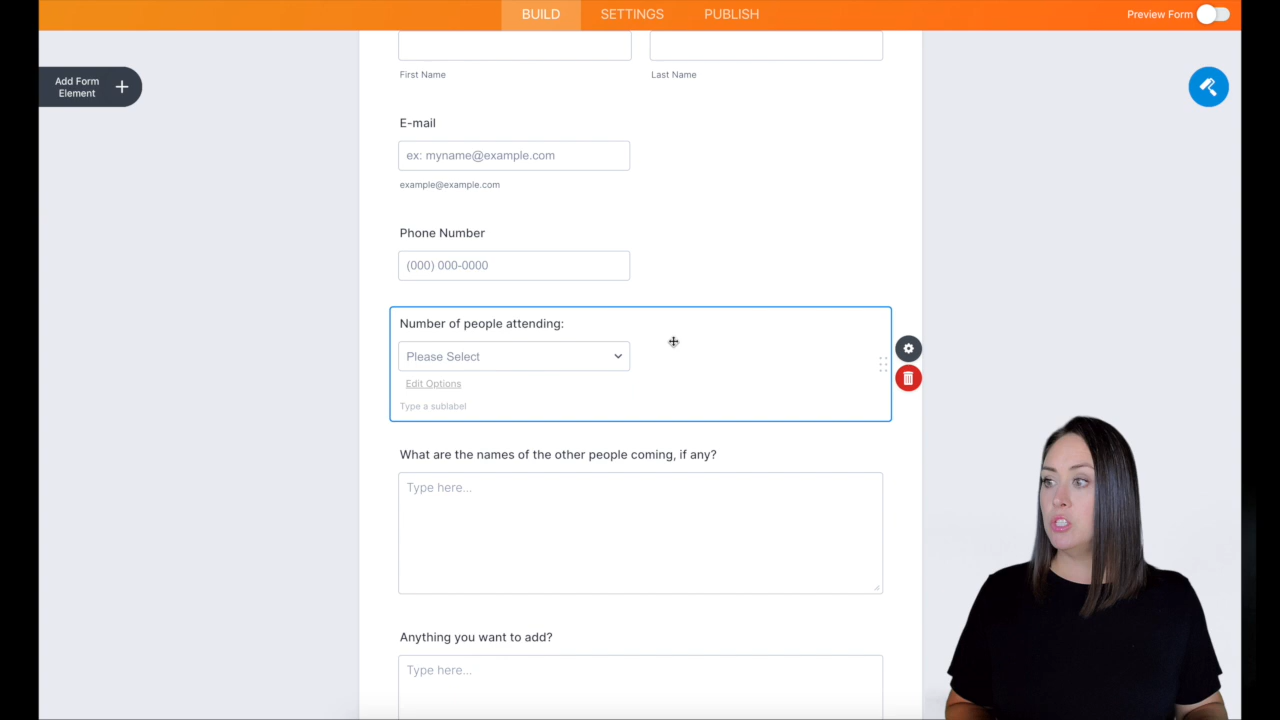 BUILD
SETTINGS
PUBLISH
Preview Form
Add Form
Element
First Name
Last Name
E-mail
ex: myname@example.com
example@example.com
Phone Number
(000) 000-0000
Number of people attending:
Please Select
Edit Options
Type a sublabel
What are the names of the other people coming, if any?
Type here...
Anything you want to add?
Type here...